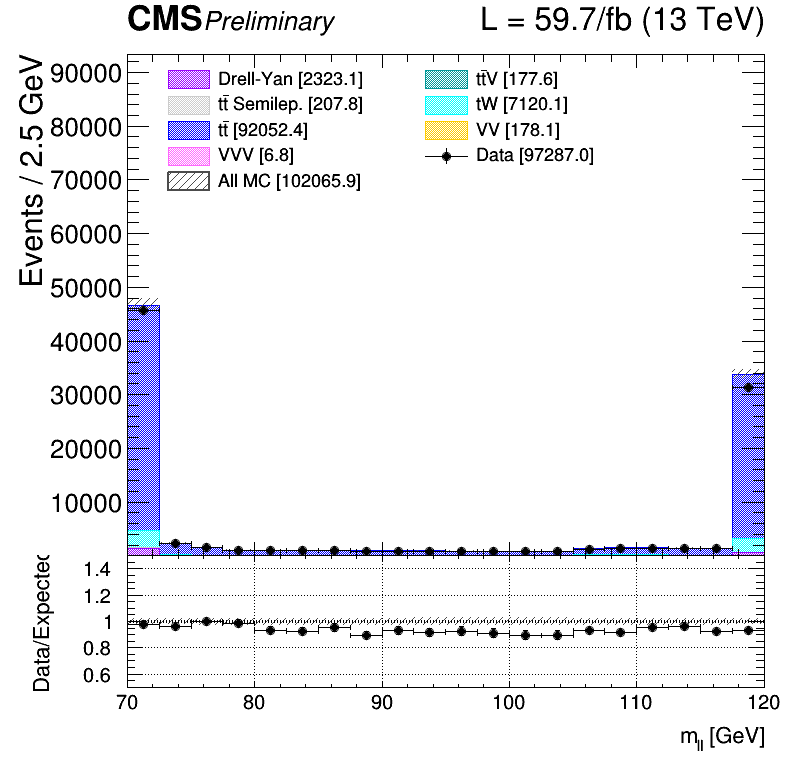 CMS Preliminary L = 59.7/fb (13 TeV)
Events / 2.5 GeV
90000
80000
70000
60000
50000
40000
30000
20000
10000
Drell-Yan [2323.1]
tt̄ Semilep. [207.8]
tt̄ [92052.4]
VVV [6.8]
All MC [102065.9]
tt̄V [177.6]
tW [7120.1]
VV [178.1]
Data [97287.0]
Data/Expected
1.4
1.2
1
0.8
0.6
70 80 90 100 110 120
m_ll [GeV]